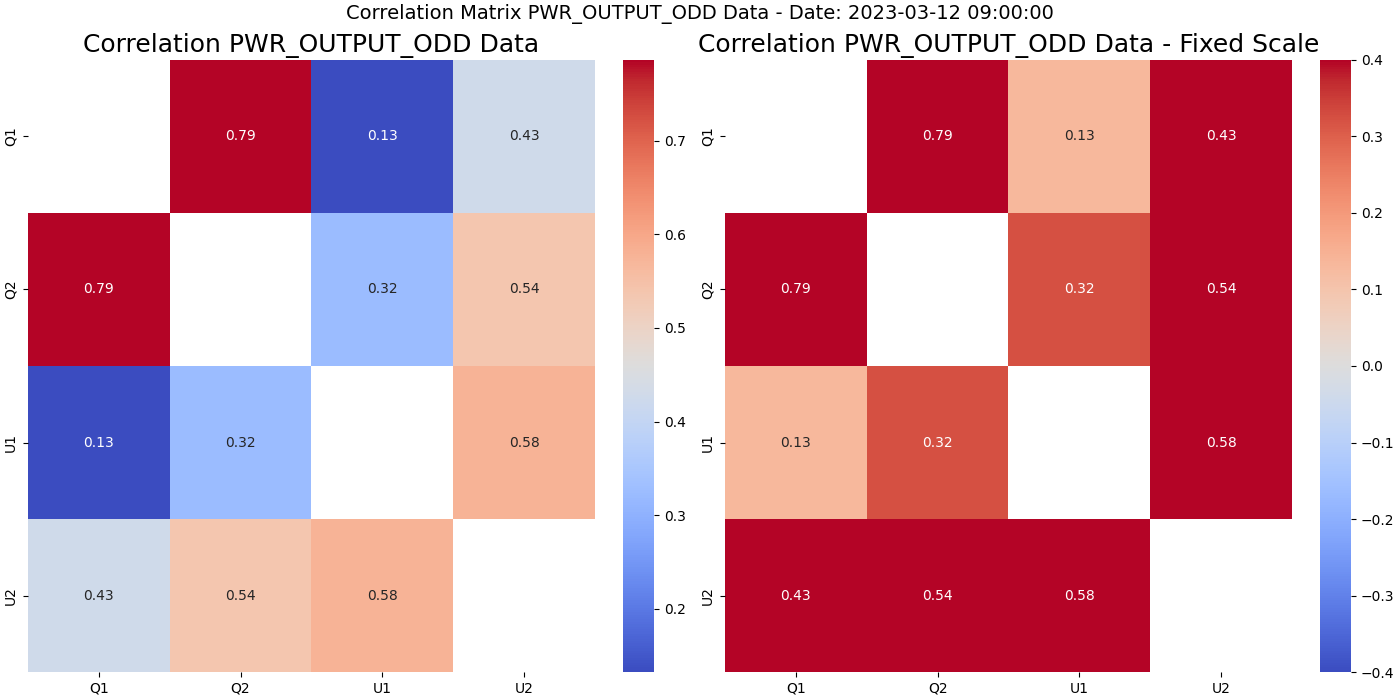 Correlation Matrix PWR_OUTPUT_ODD Data - Date: 2023-03-12 09:00:00
Correlation PWR_OUTPUT_ODD Data
Q1
0.79
0.13
0.43
Q2
0.79
0.32
0.54
U1
0.13
0.32
0.58
U2
0.43
0.54
0.58
Q1
Q2
U1
U2
0.7
0.6
0.5
0.4
0.3
0.2
Correlation PWR_OUTPUT_ODD Data - Fixed Scale
Q1
0.79
0.13
0.43
Q2
0.79
0.32
0.54
U1
0.13
0.32
0.58
U2
0.43
0.54
0.58
Q1
Q2
U1
U2
0.4
0.3
0.2
0.1
0.0
−0.1
−0.2
−0.3
−0.4